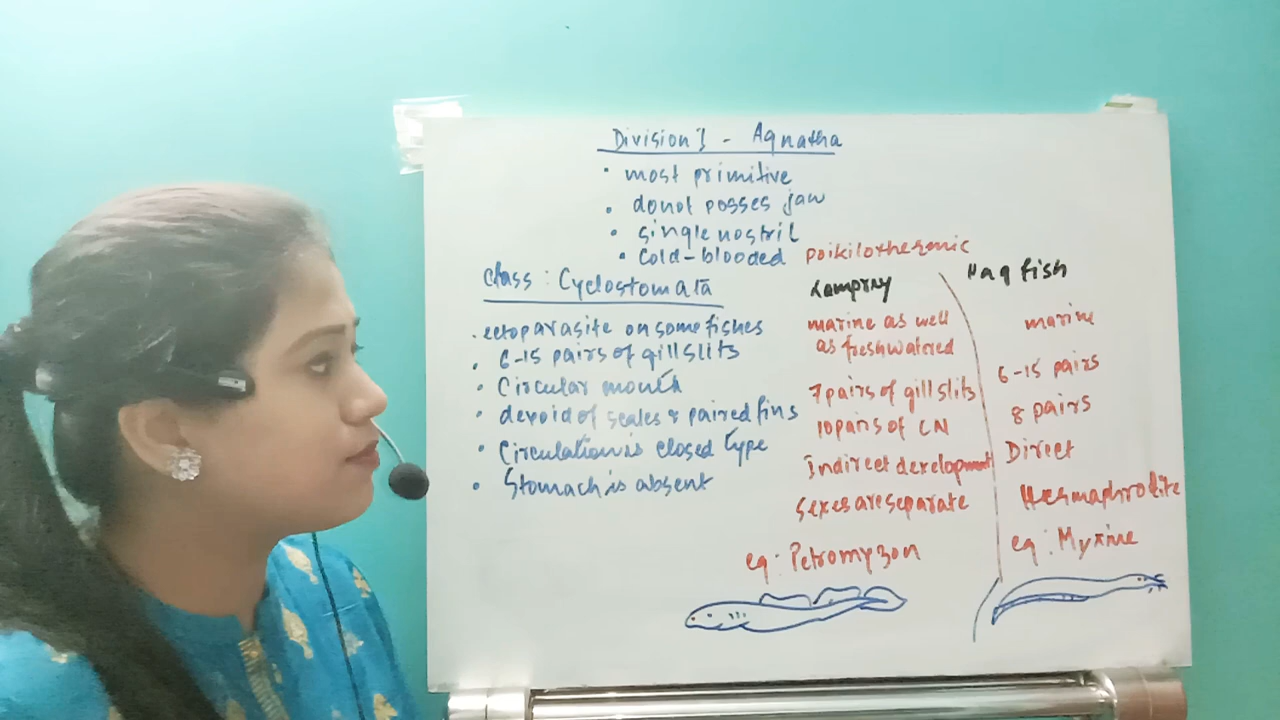 Division I - Agnatha
• most primitive
• donot posses jaw
• single nostril
• Cold-blooded poikilothermic
Class : Cyclostomata
• ectoparasite on some fishes
• 6-15 pairs of gill slits
• Circular mouth
• devoid of scales & paired fins
• Circulation is closed type
• Stomach is absent
Lamprey
marine as well
as freshwatered
7 pairs of gill slits
10 pairs of CN
Indirect development
Sexes are separate
eg: Petromyzon
Hag fish
marine
6-15 pairs
8 pairs
Direct
Hermaphrodite
eg: Myxine